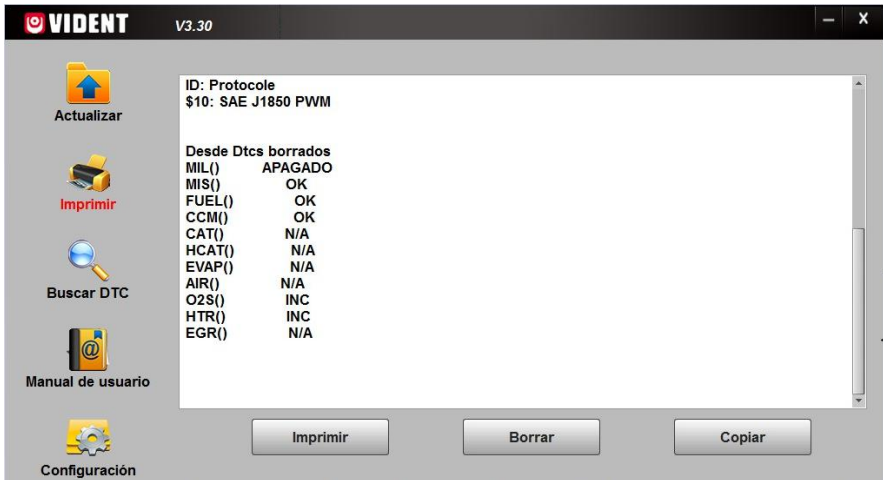 VIDENT V3.30
– X
Actualizar
Imprimir
Buscar DTC
@
Manual de usuario
Configuración
ID: Protocole
$10: SAE J1850 PWM
Desde Dtcs borrados
MIL() APAGADO
MIS() OK
FUEL() OK
CCM() OK
CAT() N/A
HCAT() N/A
EVAP() N/A
AIR() N/A
O2S() INC
HTR() INC
EGR() N/A
Imprimir Borrar Copiar